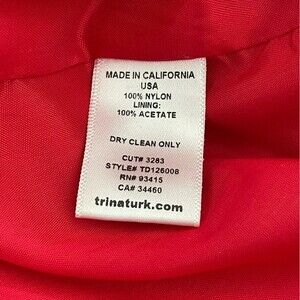 MADE IN CALIFORNIA
USA
100% NYLON
LINING:
100% ACETATE
DRY CLEAN ONLY
CUT# 3283
STYLE# TD126008
RN# 93415
CA# 34460
trinaturk.com